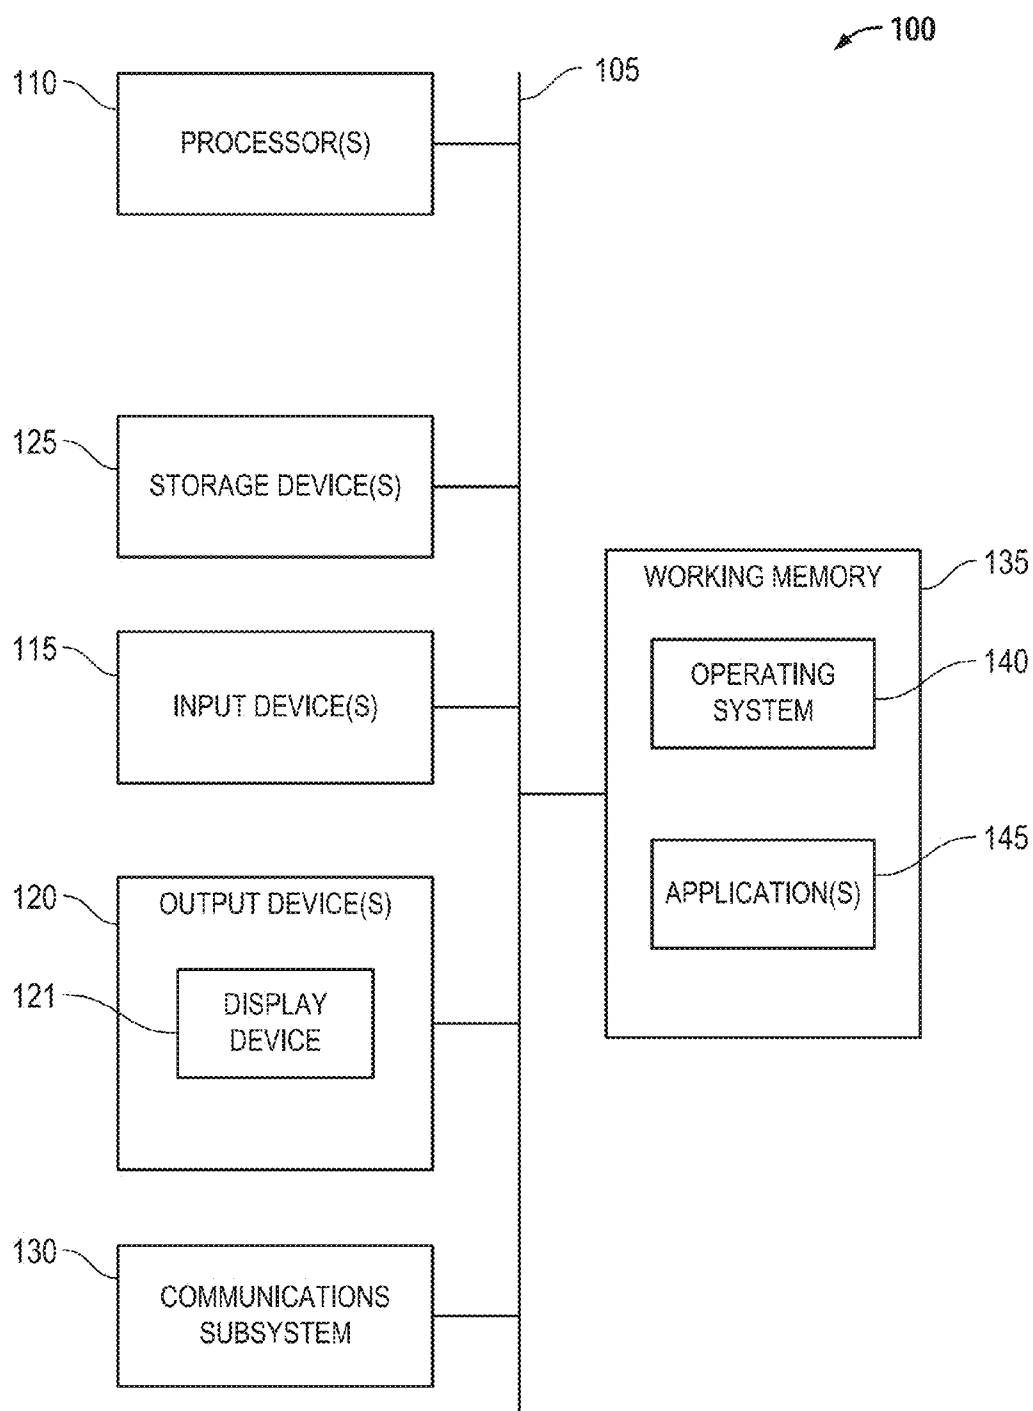 100
110
105
PROCESSOR(S)
125
STORAGE DEVICE(S)
135
WORKING MEMORY
115
140
OPERATING
SYSTEM
INPUT DEVICE(S)
145
APPLICATION(S)
120
OUTPUT DEVICE(S)
121
DISPLAY
DEVICE
130
COMMUNICATIONS
SUBSYSTEM